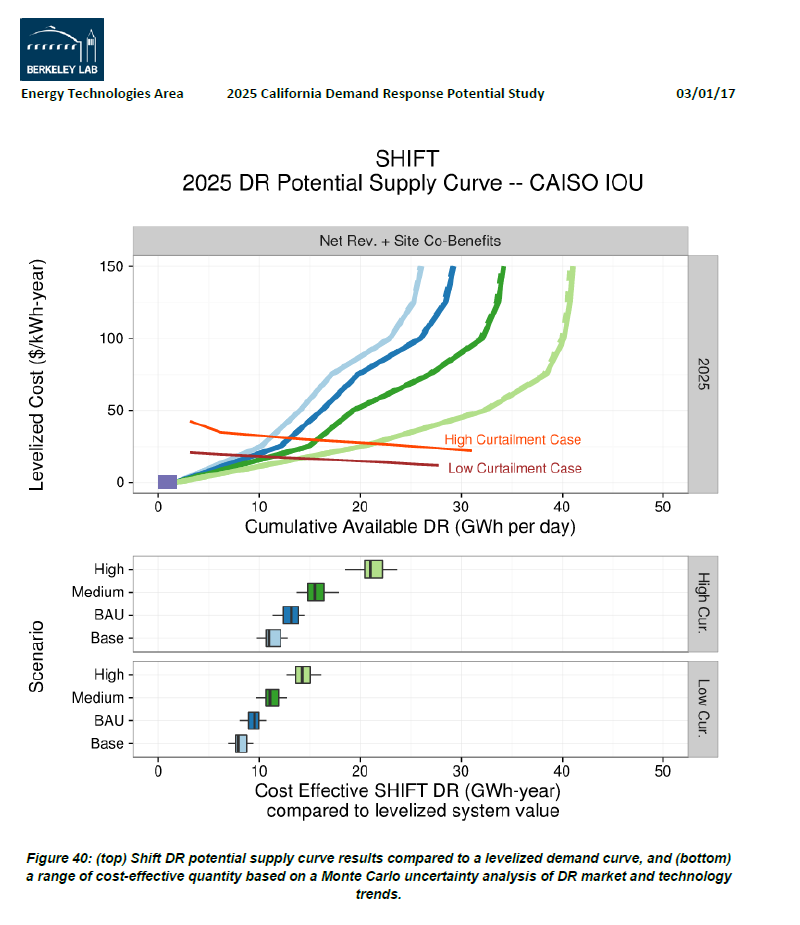 BERKELEY LAB
Energy Technologies Area 2025 California Demand Response Potential Study 03/01/17
SHIFT
2025 DR Potential Supply Curve -- CAISO IOU
Net Rev. + Site Co-Benefits
Levelized Cost ($/kWh-year)
150
100
50
0
2025
High Curtailment Case
Low Curtailment Case
0 10 20 30 40 50
Cumulative Available DR (GWh per day)
Scenario
High
Medium
BAU
Base
High Cur.
High
Medium
BAU
Base
Low Cur.
0 10 20 30 40 50
Cost Effective SHIFT DR (GWh-year)
compared to levelized system value
Figure 40: (top) Shift DR potential supply curve results compared to a levelized demand curve, and (bottom)
a range of cost-effective quantity based on a Monte Carlo uncertainty analysis of DR market and technology
trends.